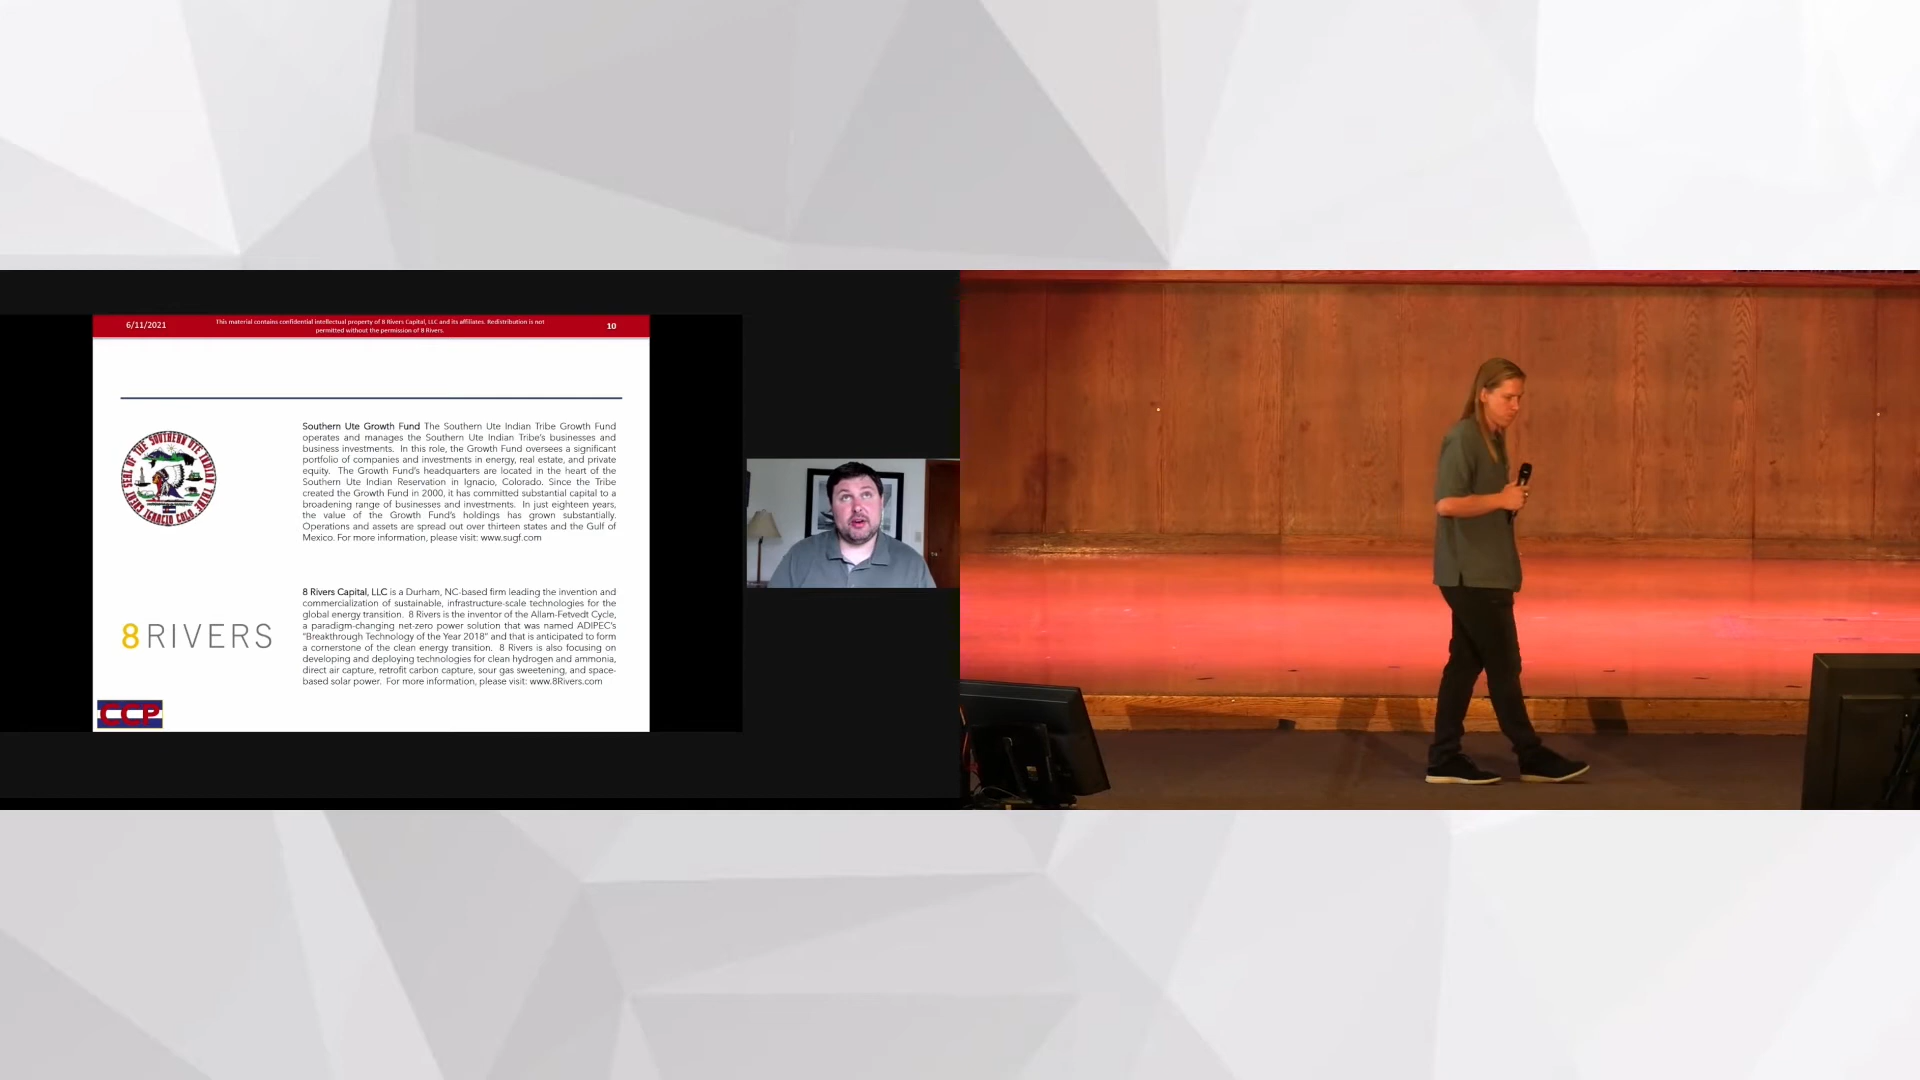 6/11/2021
This material contains confidential intellectual property of 8 Rivers Capital, LLC and its affiliates. Redistribution is not
permitted without the permission of 8 Rivers.
10
SEAL OF THE SOUTHERN UTE INDIAN TRIBE
IGNACIO COLO.
Southern Ute Growth Fund The Southern Ute Indian Tribe Growth Fund
operates and manages the Southern Ute Indian Tribe's businesses and
business investments. In this role, the Growth Fund oversees a significant
portfolio of companies and investments in energy, real estate, and private
equity. The Growth Fund's headquarters are located in the heart of the
Southern Ute Indian Reservation in Ignacio, Colorado. Since the Tribe
created the Growth Fund in 2000, it has committed substantial capital to a
broadening range of businesses and investments. In just eighteen years,
the value of the Growth Fund's holdings has grown substantially.
Operations and assets are spread out over thirteen states and the Gulf of
Mexico. For more information, please visit: www.sugf.com
8 RIVERS
8 Rivers Capital, LLC is a Durham, NC-based firm leading the invention and
commercialization of sustainable, infrastructure-scale technologies for the
global energy transition. 8 Rivers is the inventor of the Allam-Fetvedt Cycle,
a paradigm-changing net-zero power solution that was named ADIPEC's
"Breakthrough Technology of the Year 2018" and that is anticipated to form
a cornerstone of the clean energy transition. 8 Rivers is also focusing on
developing and deploying technologies for clean hydrogen and ammonia,
direct air capture, retrofit carbon capture, sour gas sweetening, and space-
based solar power. For more information, please visit: www.8Rivers.com
CCP